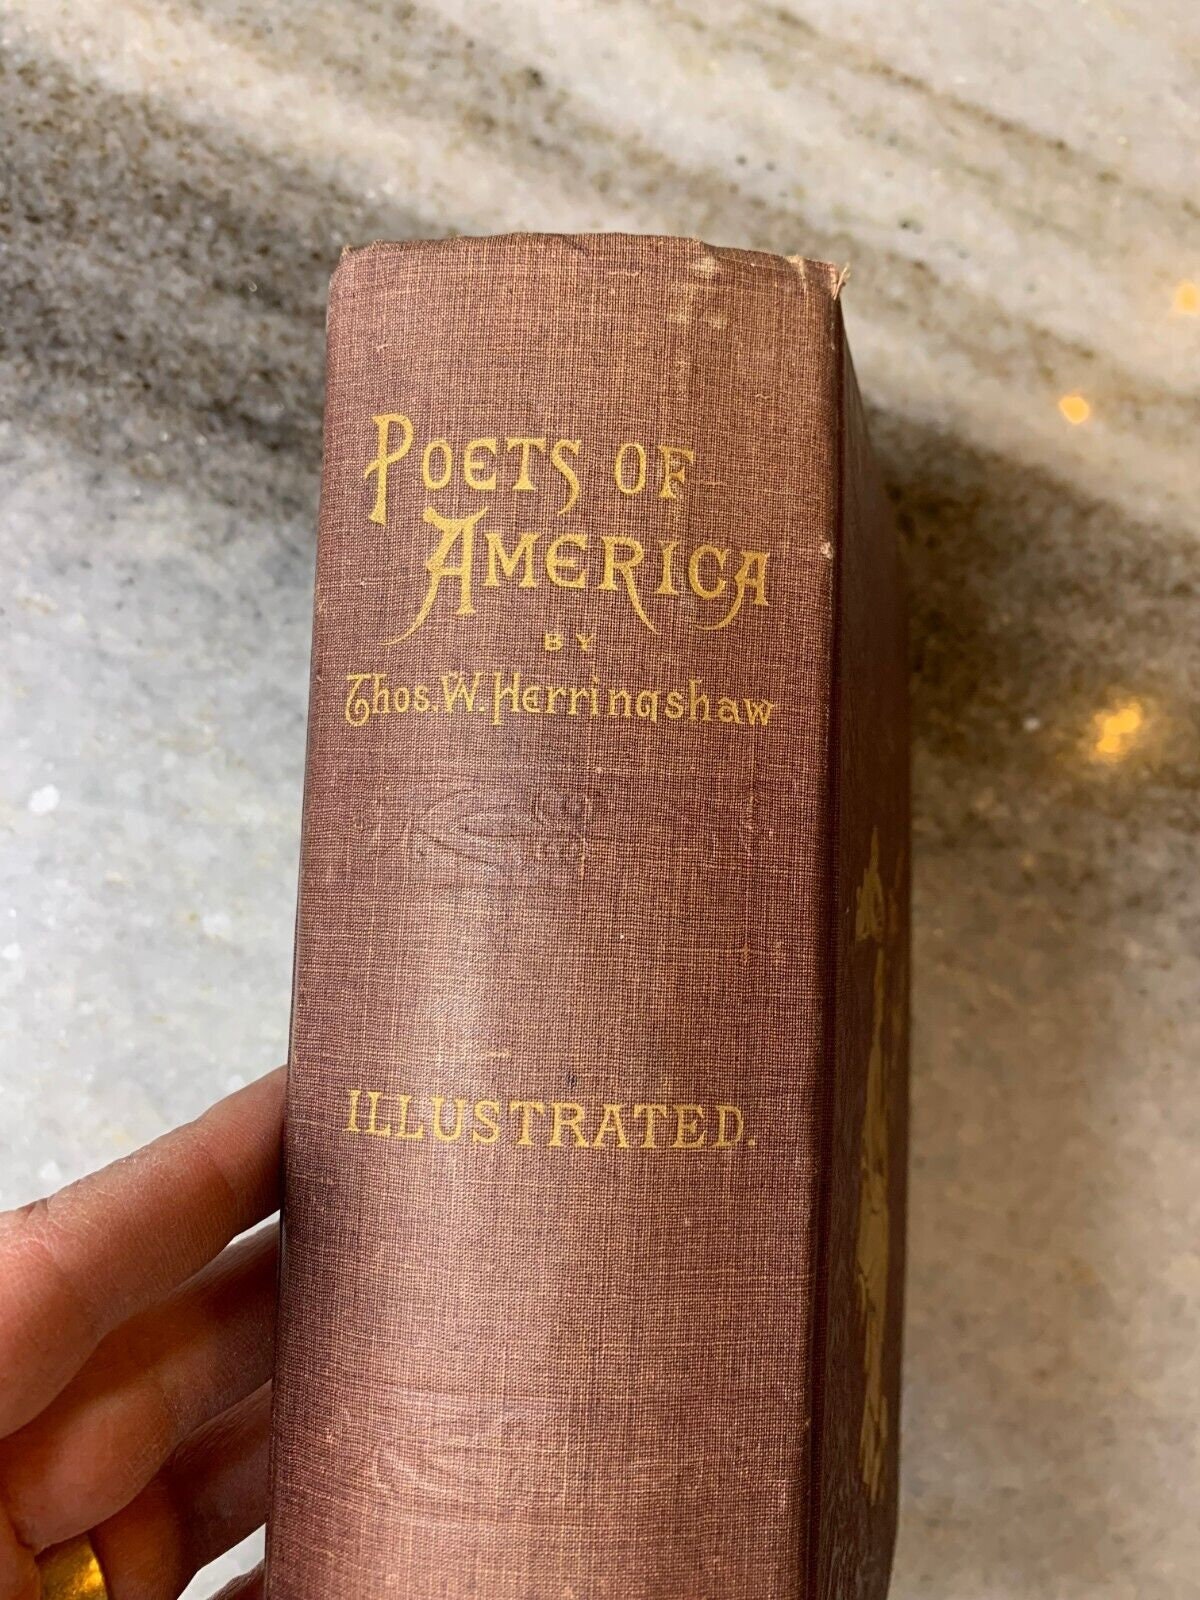 POETS OF
AMERICA
BY
Thos. W. Herringshaw
ILLUSTRATED.